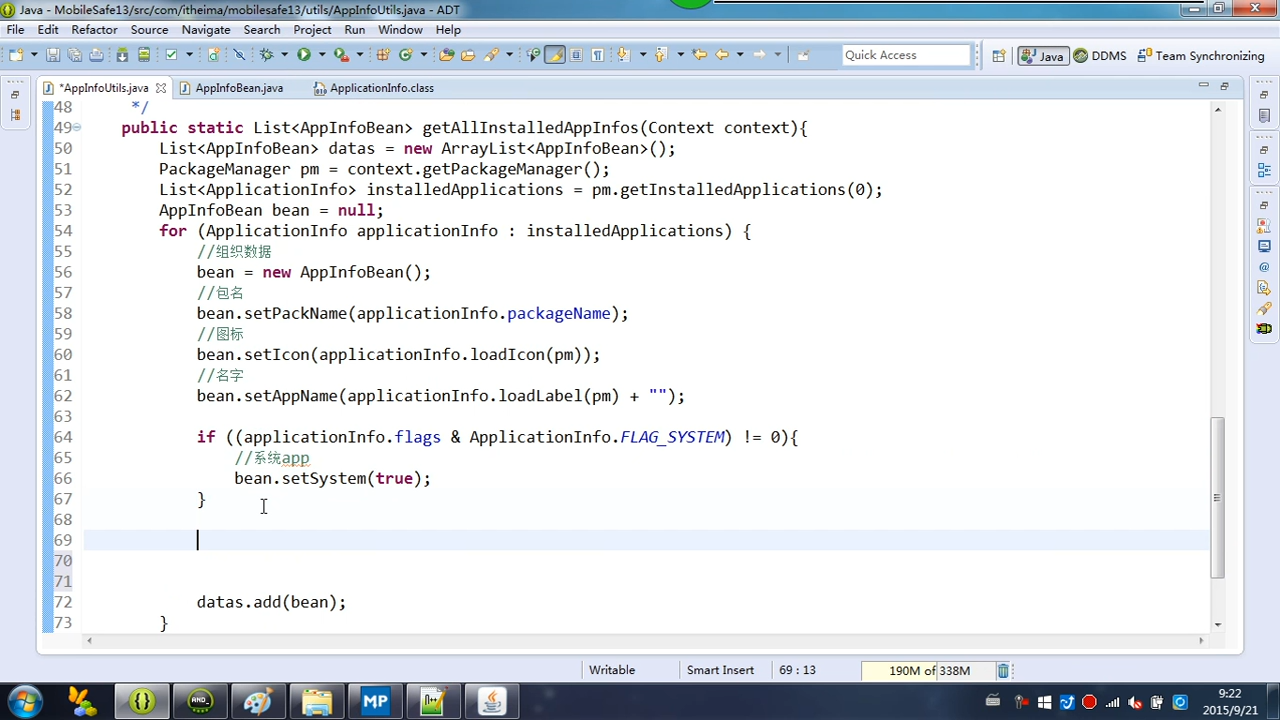 Java - MobileSafe13/src/com/itheima/mobilesafe13/utils/AppInfoUtils.java - ADT
File Edit Refactor Source Navigate Search Project Run Window Help
Quick Access Java DDMS Team Synchronizing
*AppInfoUtils.java AppInfoBean.java ApplicationInfo.class
48 */
49 public static List<AppInfoBean> getAllInstalledAppInfos(Context context){
50 List<AppInfoBean> datas = new ArrayList<AppInfoBean>();
51 PackageManager pm = context.getPackageManager();
52 List<ApplicationInfo> installedApplications = pm.getInstalledApplications(0);
53 AppInfoBean bean = null;
54 for (ApplicationInfo applicationInfo : installedApplications) {
55 //组织数据
56 bean = new AppInfoBean();
57 //包名
58 bean.setPackName(applicationInfo.packageName);
59 //图标
60 bean.setIcon(applicationInfo.loadIcon(pm));
61 //名字
62 bean.setAppName(applicationInfo.loadLabel(pm) + "");
63
64 if ((applicationInfo.flags & ApplicationInfo.FLAG_SYSTEM) != 0){
65 //系统app
66 bean.setSystem(true);
67 }
68
69
70
71
72 datas.add(bean);
73 }
Writable Smart Insert 69 : 13 190M of 338M
AND_ MP
9:22
2015/9/21